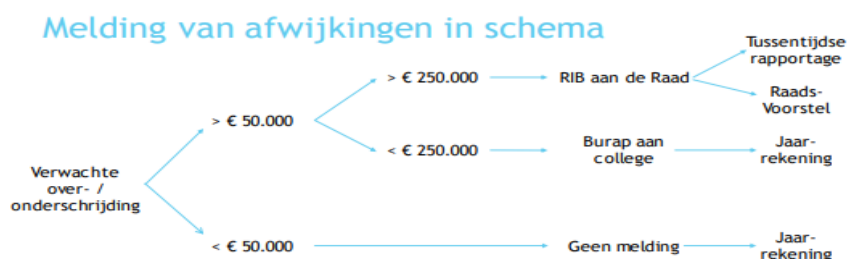 Melding van afwijkingen in schema
Tussentijdse
rapportage
> € 250.000
RIB aan de Raad
Raads-
Voorstel
> € 50.000
< € 250.000
Burap aan
college
Jaar-
rekening
Verwachte
over- /
onderschrijding
< € 50.000
Geen melding
Jaar-
rekening